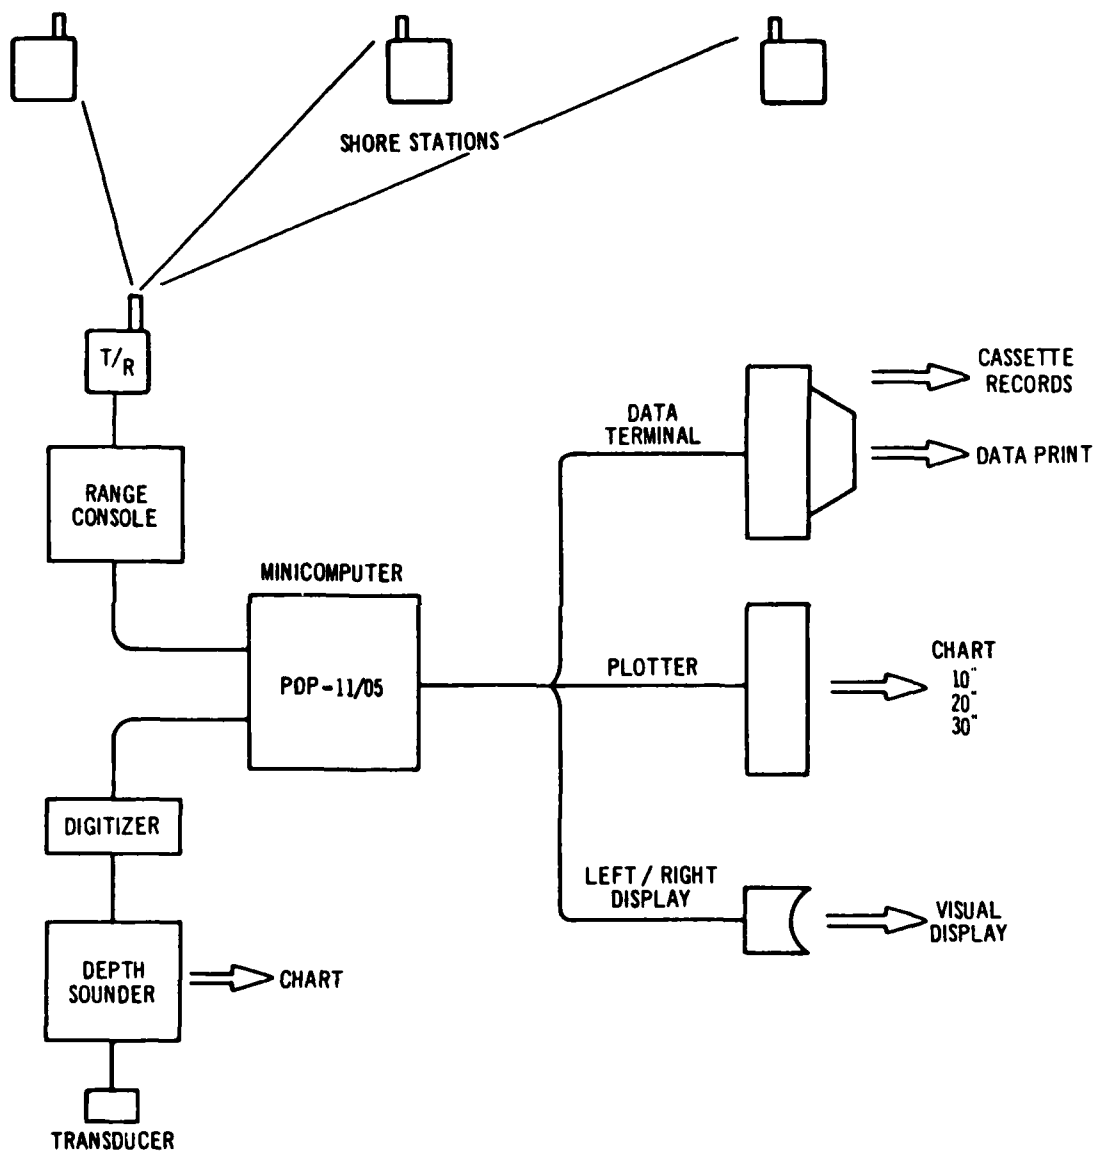 SHORE STATIONS
T/R
CASSETTE
RECORDS
DATA
TERMINAL
DATA PRINT
RANGE
CONSOLE
MINICOMPUTER
PDP-11/05
PLOTTER
CHART
10"
20"
30"
DIGITIZER
LEFT / RIGHT
DISPLAY
VISUAL
DISPLAY
DEPTH
SOUNDER
CHART
TRANSDUCER